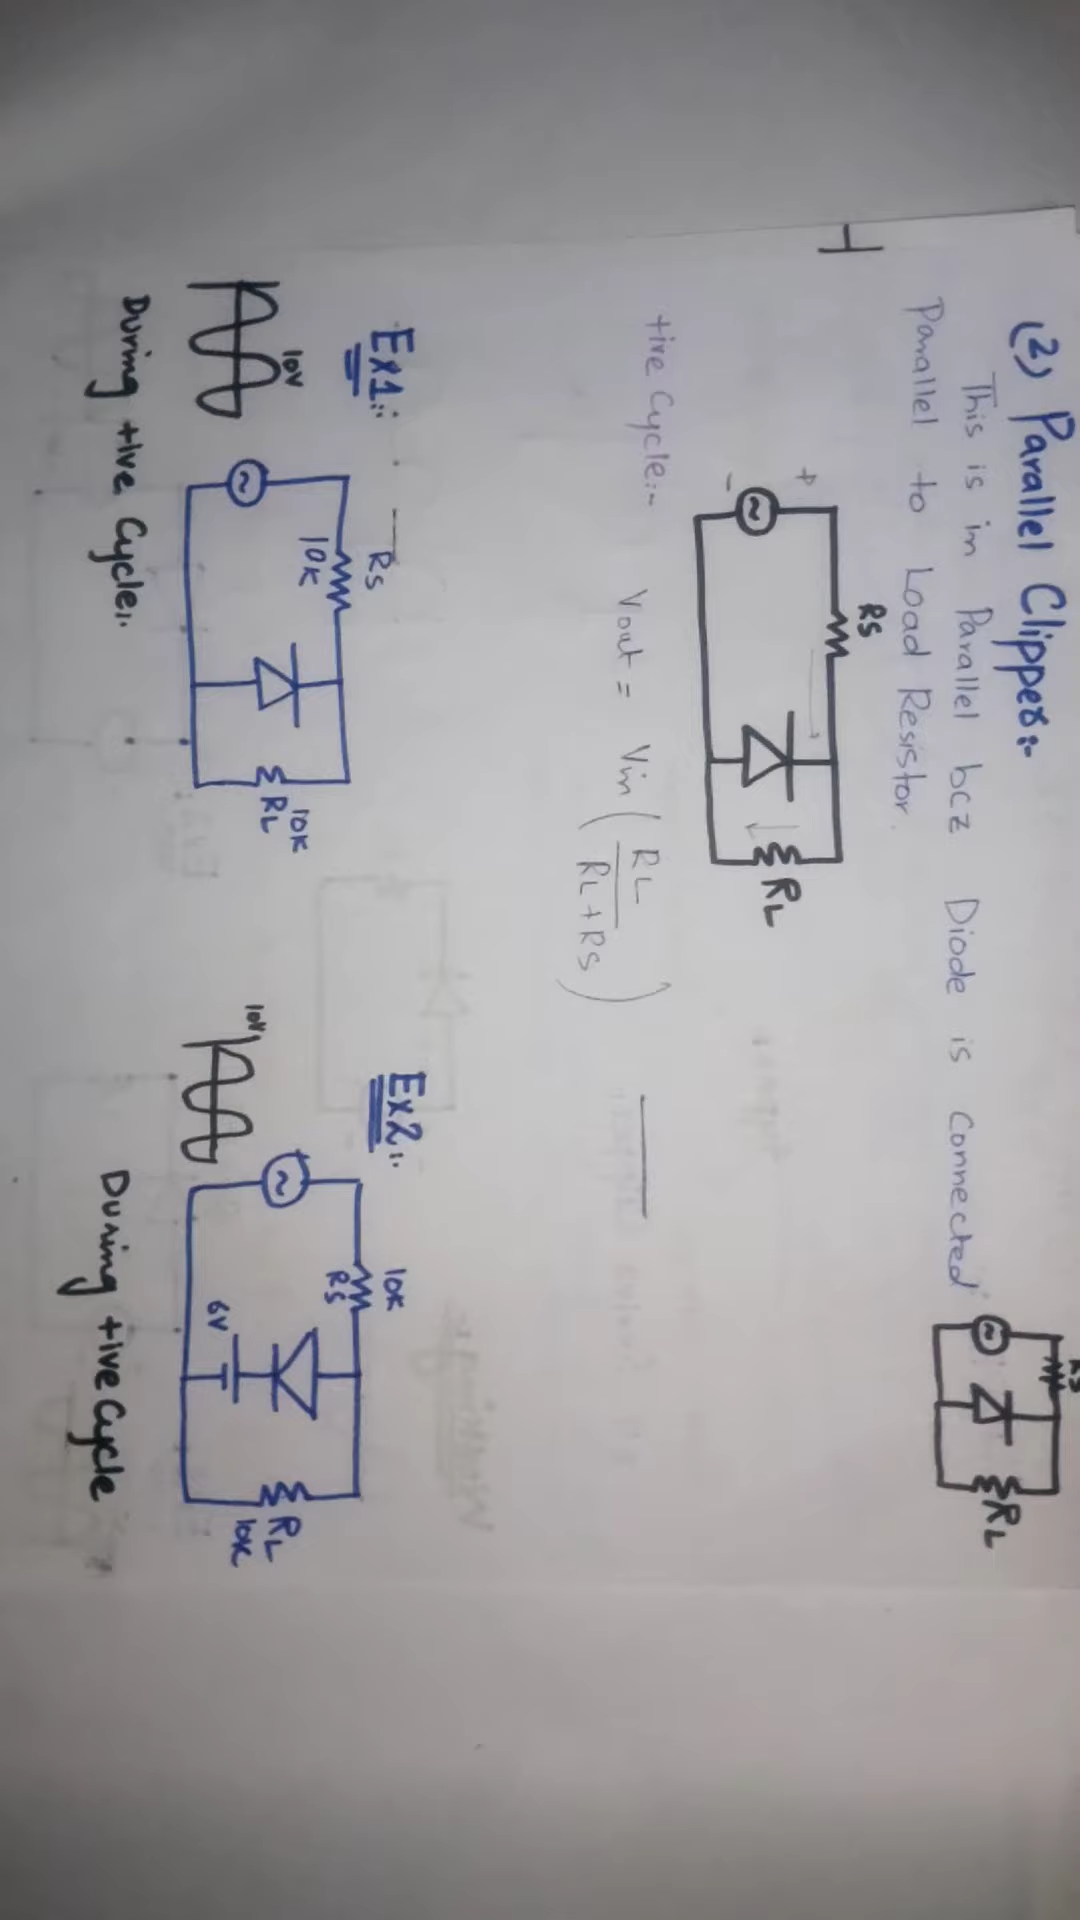 (2) Parallel Clipper:-
This is in Parallel bcz Diode is Connected
Parallel to Load Resistor.
Rs
RL
+
-
Rs
RL
+ive Cycle:- Vout = Vin ( RL / RL + Rs )
Ex1:-
10V
Rs
10K
10K
RL
During +ive Cycle:-
Ex2:-
10V
10K
Rs
6V
RL
10K
During +ive Cycle